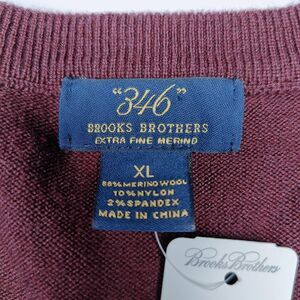 "346"
BROOKS BROTHERS
EXTRA FINE MERINO
XL
88% MERINO WOOL
10% NYLON
2% SPANDEX
MADE IN CHINA
Brooks Brothers